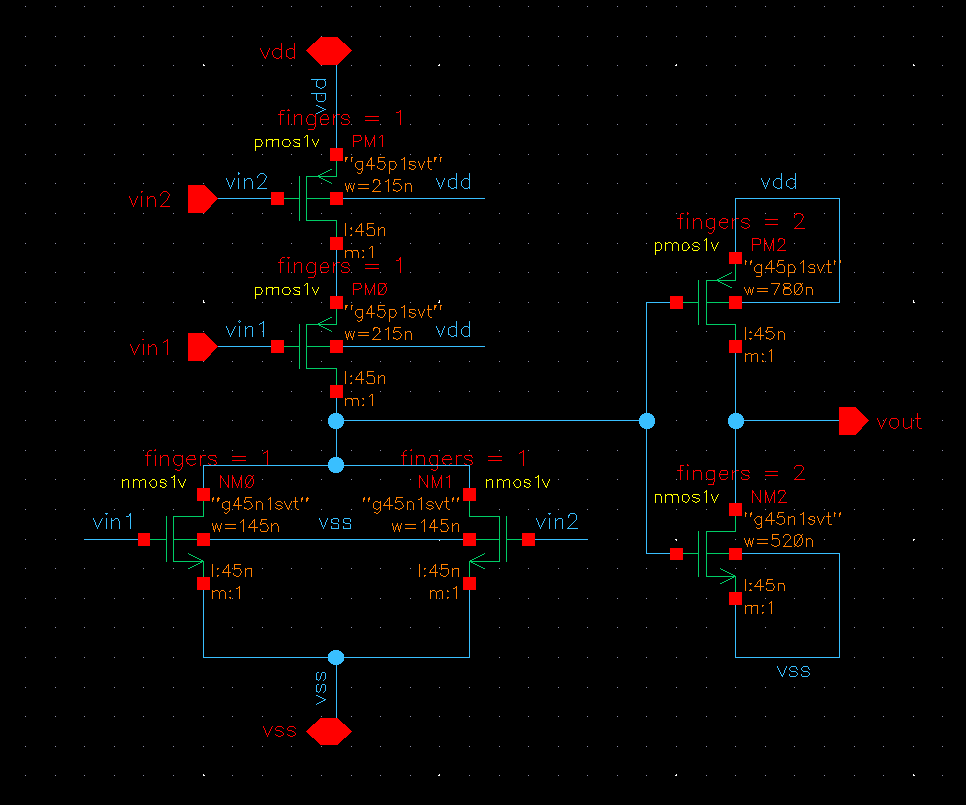 vdd
vdd
fingers = 1
pmos1v PM1
"g45p1svt"
vin2 vin2 w=215n vdd
l:45n
m:1
fingers = 1
pmos1v PM0
"g45p1svt"
vin1 vin1 w=215n vdd
l:45n
m:1
vdd
fingers = 2
pmos1v PM2
"g45p1svt"
w=780n
l:45n
m:1
vout
fingers = 1
nmos1v NM0
"g45n1svt"
vin1 w=145n
l:45n
m:1
vss
fingers = 1
NM1 nmos1v
"g45n1svt"
w=145n vin2
l:45n
m:1
fingers = 2
nmos1v NM2
"g45n1svt"
w=520n
l:45n
m:1
vss
vss
vss